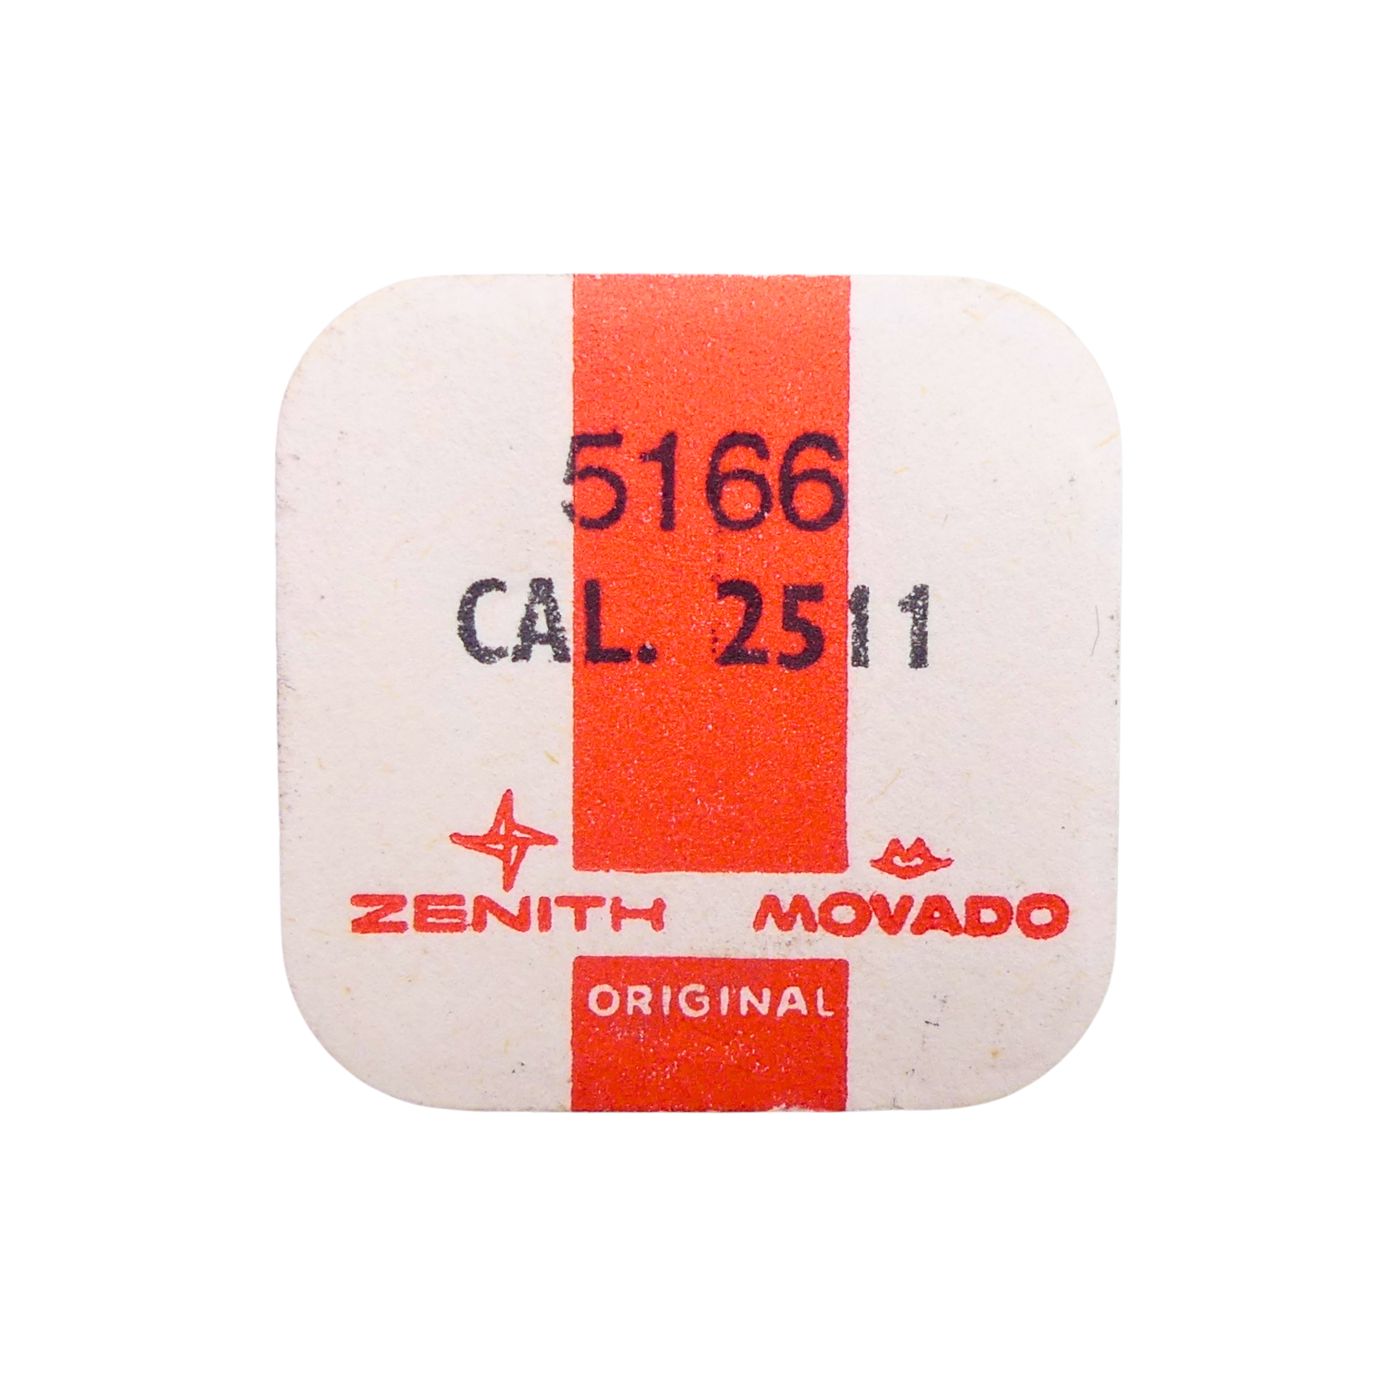 5166
CAL. 2511
ZENITH MOVADO
ORIGINAL